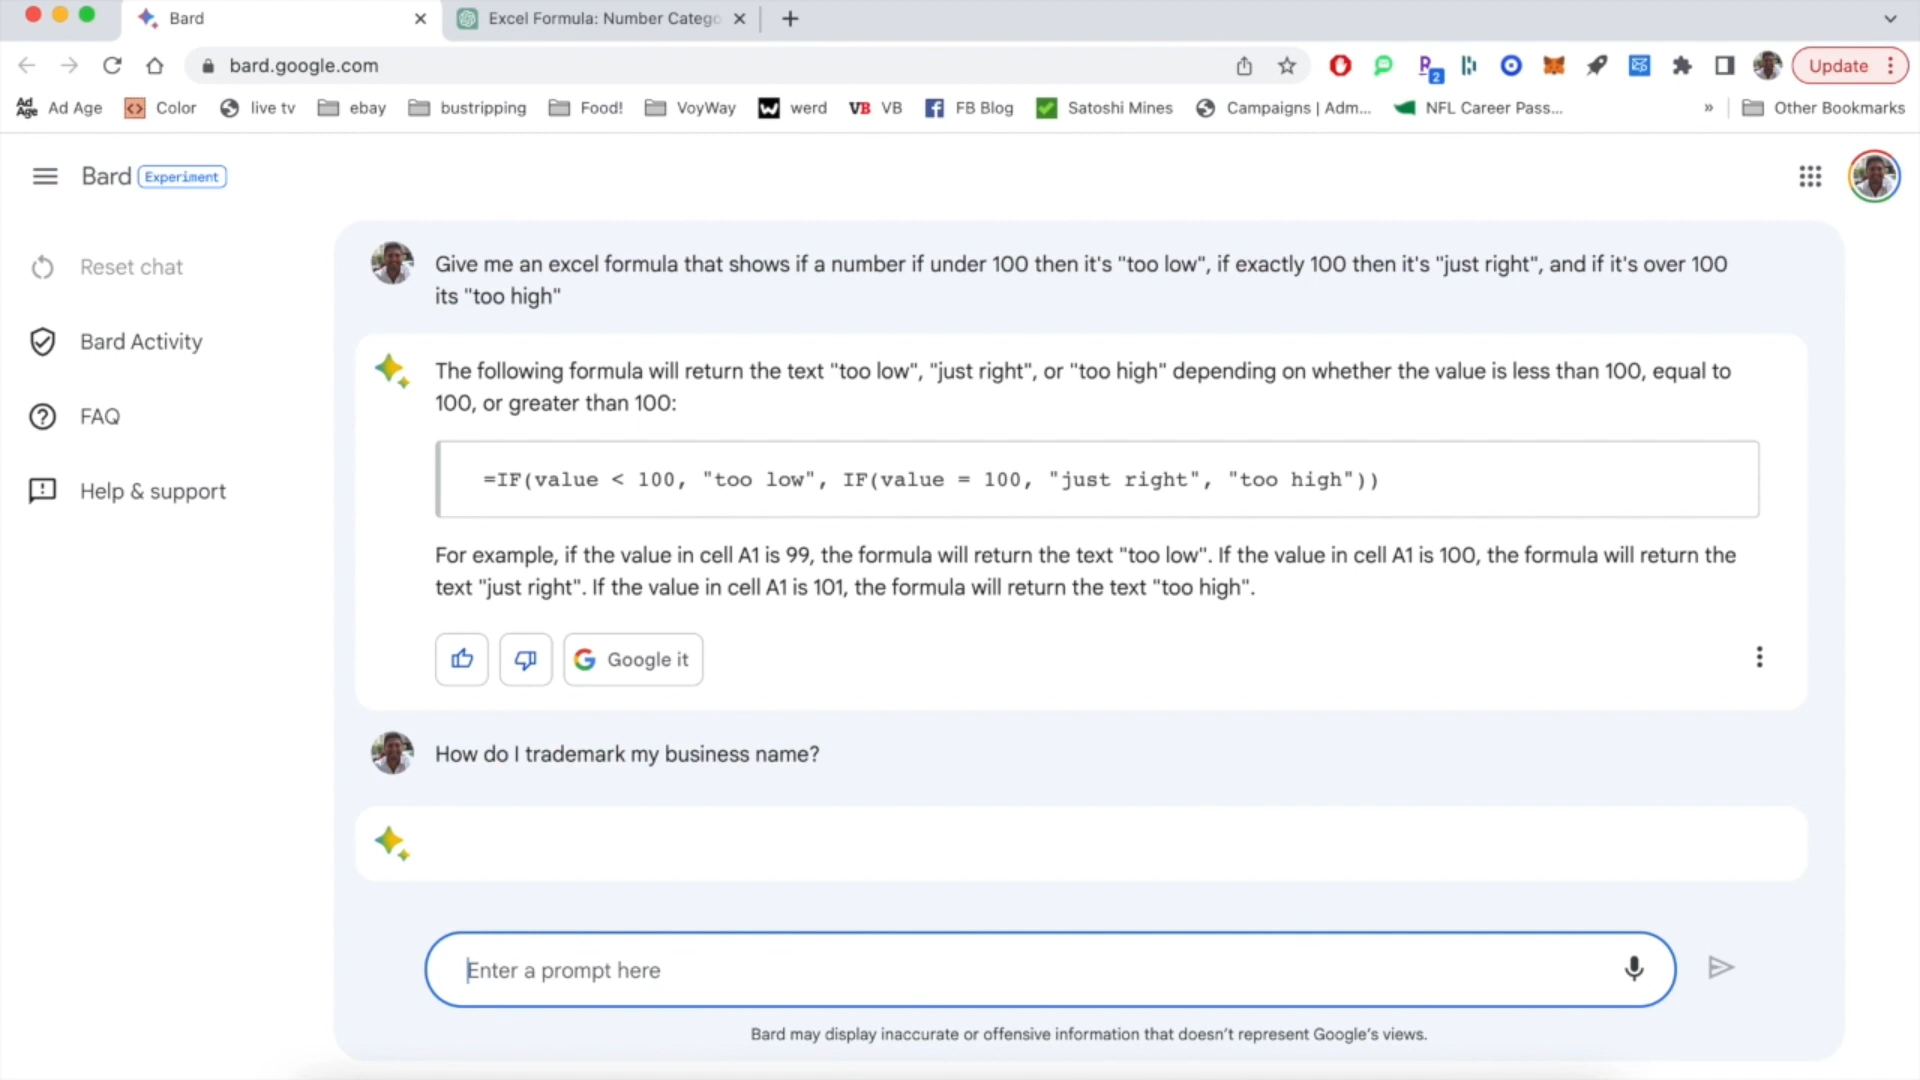 Bard
Excel Formula: Number Catego
bard.google.com
2
Update
Ad Age
Ad Age
Color
live tv
ebay
bustripping
Food!
VoyWay
werd
VB
VB
FB Blog
Satoshi Mines
Campaigns | Adm...
NFL Career Pass...
»
Other Bookmarks
Bard
Experiment
Reset chat
Bard Activity
FAQ
Help & support
Give me an excel formula that shows if a number if under 100 then it's "too low", if exactly 100 then it's "just right", and if it's over 100
its "too high"
The following formula will return the text "too low", "just right", or "too high" depending on whether the value is less than 100, equal to
100, or greater than 100:
=IF(value < 100, "too low", IF(value = 100, "just right", "too high"))
For example, if the value in cell A1 is 99, the formula will return the text "too low". If the value in cell A1 is 100, the formula will return the
text "just right". If the value in cell A1 is 101, the formula will return the text "too high".
Google it
How do I trademark my business name?
Enter a prompt here
Bard may display inaccurate or offensive information that doesn't represent Google's views.